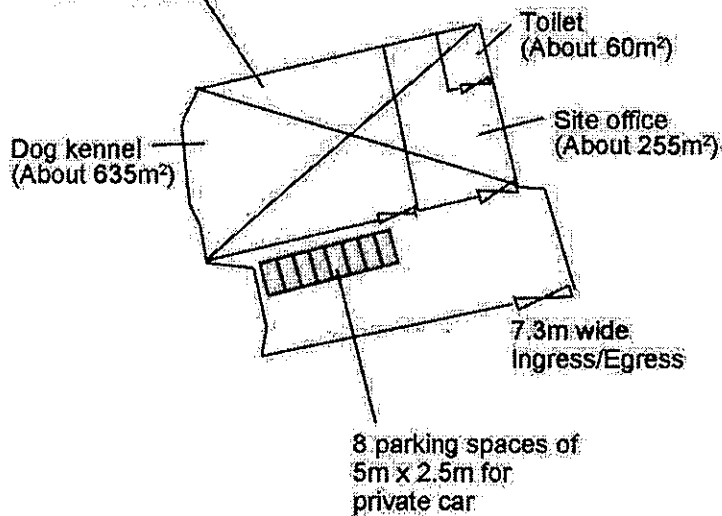 Toilet
(About 60m²)
Site office
(About 255m²)
Dog kennel
(About 635m²)
7.3m wide
Ingress/Egress
8 parking spaces of
5m x 2.5m for
private car